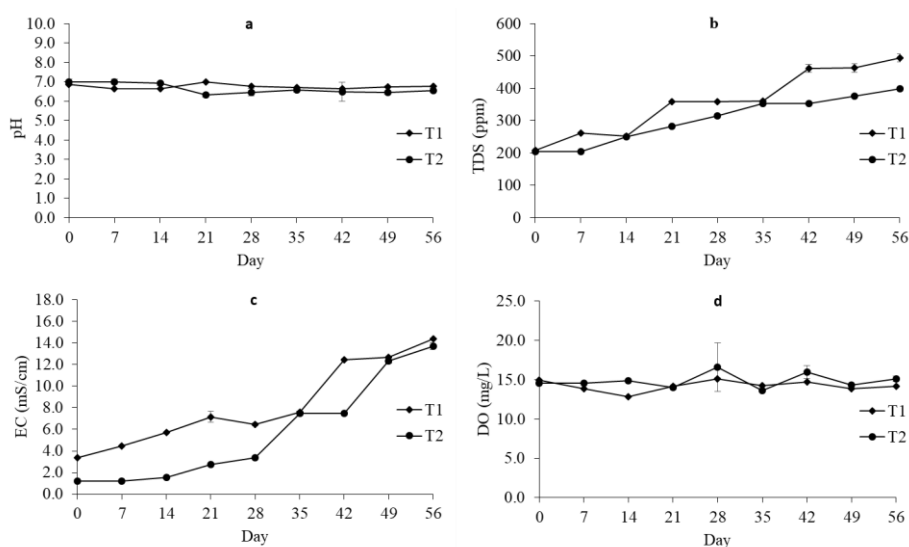 a
10.0
9.0
8.0
7.0
6.0
5.0
4.0
3.0
2.0
1.0
0.0
pH
0 7 14 21 28 35 42 49 56
Day
T1
T2
b
600
500
400
300
200
100
0
TDS (ppm)
0 7 14 21 28 35 42 49 56
Day
T1
T2
c
18.0
16.0
14.0
12.0
10.0
8.0
6.0
4.0
2.0
0.0
EC (mS/cm)
0 7 14 21 28 35 42 49 56
Day
T1
T2
d
25.0
20.0
15.0
10.0
5.0
0.0
DO (mg/L)
0 7 14 21 28 35 42 49 56
Day
T1
T2